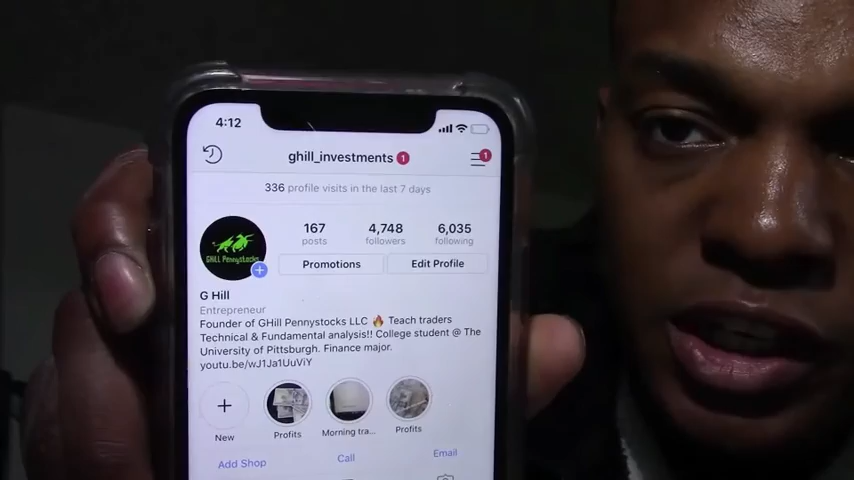 4:12
ghill_investments 1
1
336 profile visits in the last 7 days
167 4,748 6,035
posts followers following
GHill Pennystocks
Promotions Edit Profile
G Hill
Entrepreneur
Founder of GHill Pennystocks LLC 🔥 Teach traders
Technical & Fundamental analysis!! College student @ The
University of Pittsburgh. Finance major.
youtu.be/wJ1Ja1UuViY
New Profits Morning tra... Profits
Add Shop Call Email